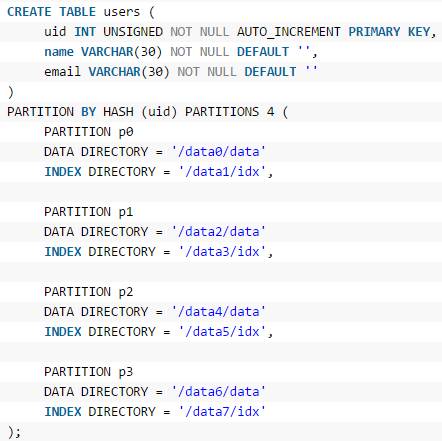 CREATE TABLE users (
    uid INT UNSIGNED NOT NULL AUTO_INCREMENT PRIMARY KEY,
    name VARCHAR(30) NOT NULL DEFAULT '',
    email VARCHAR(30) NOT NULL DEFAULT ''
)
PARTITION BY HASH (uid) PARTITIONS 4 (
    PARTITION p0
    DATA DIRECTORY = '/data0/data'
    INDEX DIRECTORY = '/data1/idx',

    PARTITION p1
    DATA DIRECTORY = '/data2/data'
    INDEX DIRECTORY = '/data3/idx',

    PARTITION p2
    DATA DIRECTORY = '/data4/data'
    INDEX DIRECTORY = '/data5/idx',

    PARTITION p3
    DATA DIRECTORY = '/data6/data'
    INDEX DIRECTORY = '/data7/idx'
);